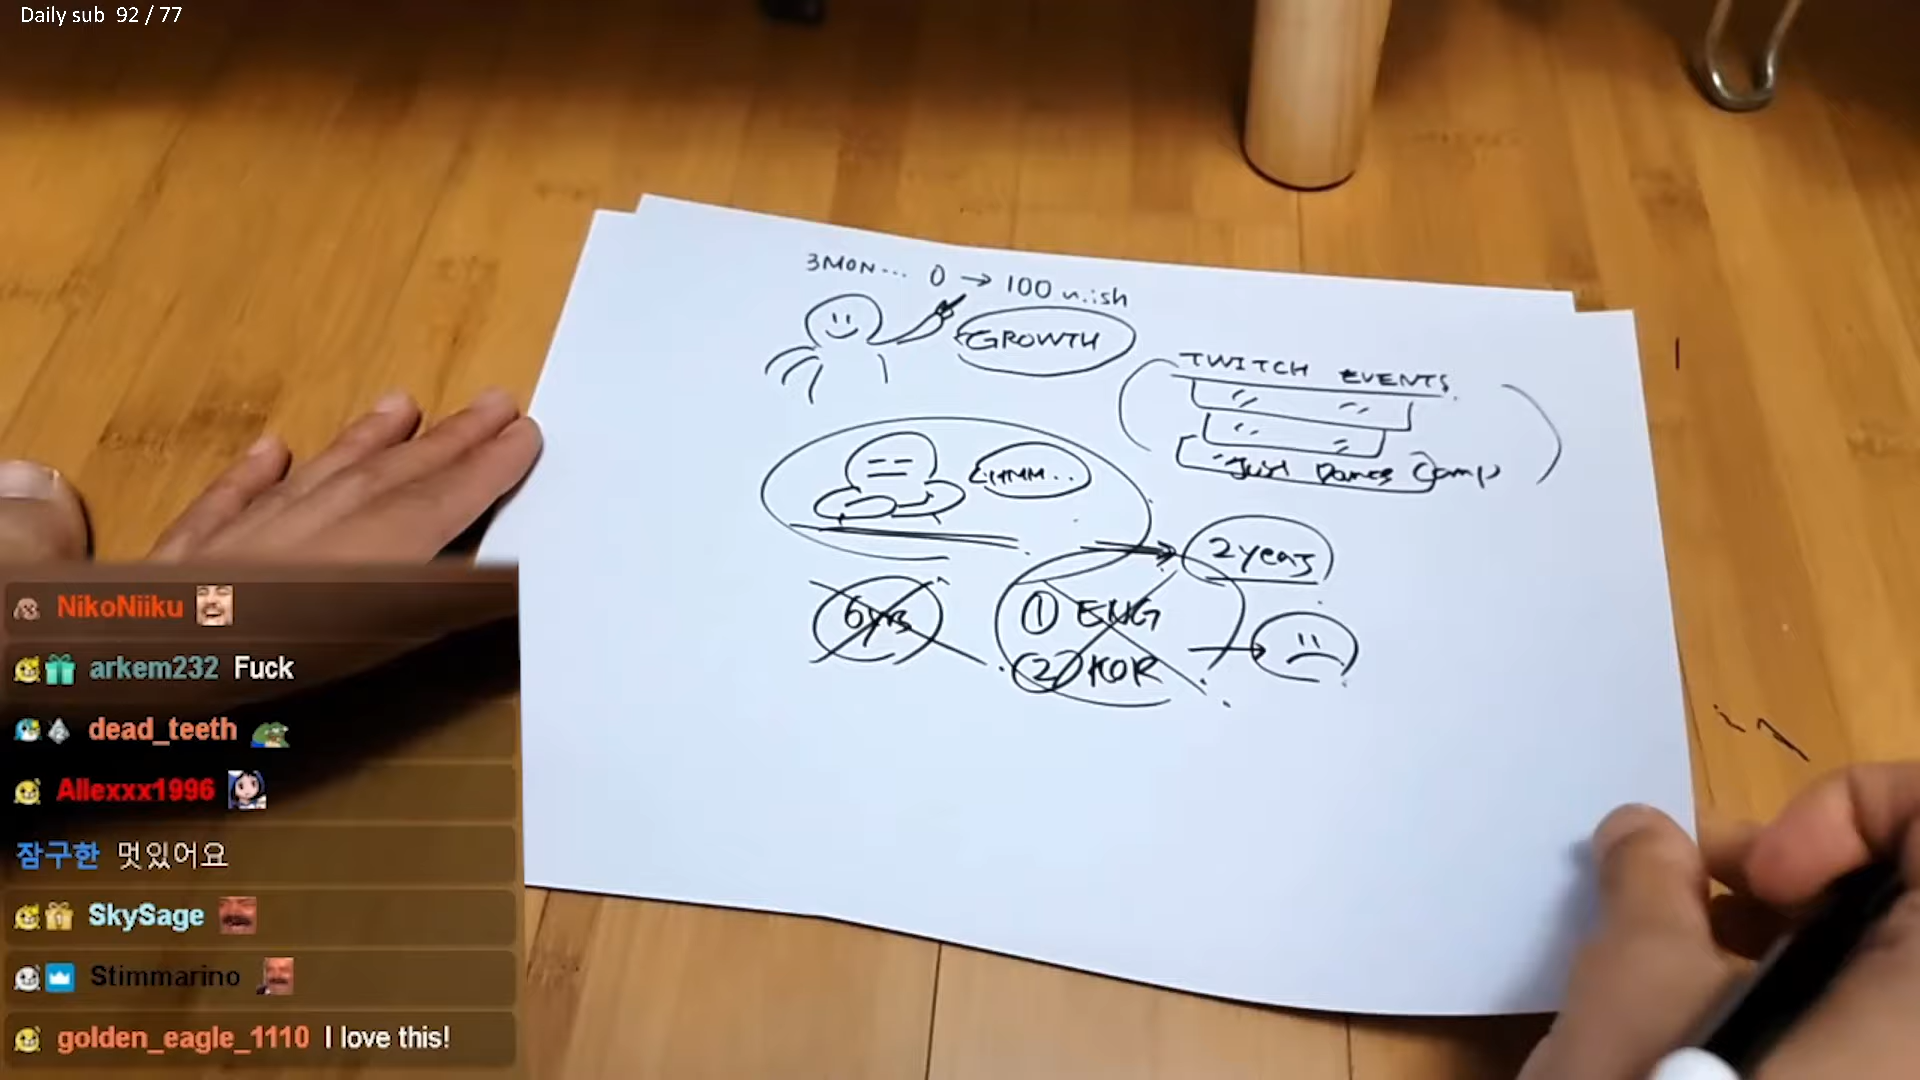 Daily sub 92 / 77
3MON... 0 → 100
GROWTH
TWITCH EVENTS
Just Dance Camp
HMM..
2years
6yrs
① ENG
② KOR
NikoNiiku
arkem232 Fuck
dead_teeth
Allexxx1996
잠구한 멋있어요
SkySage
Stimmarino
golden_eagle_1110 I love this!